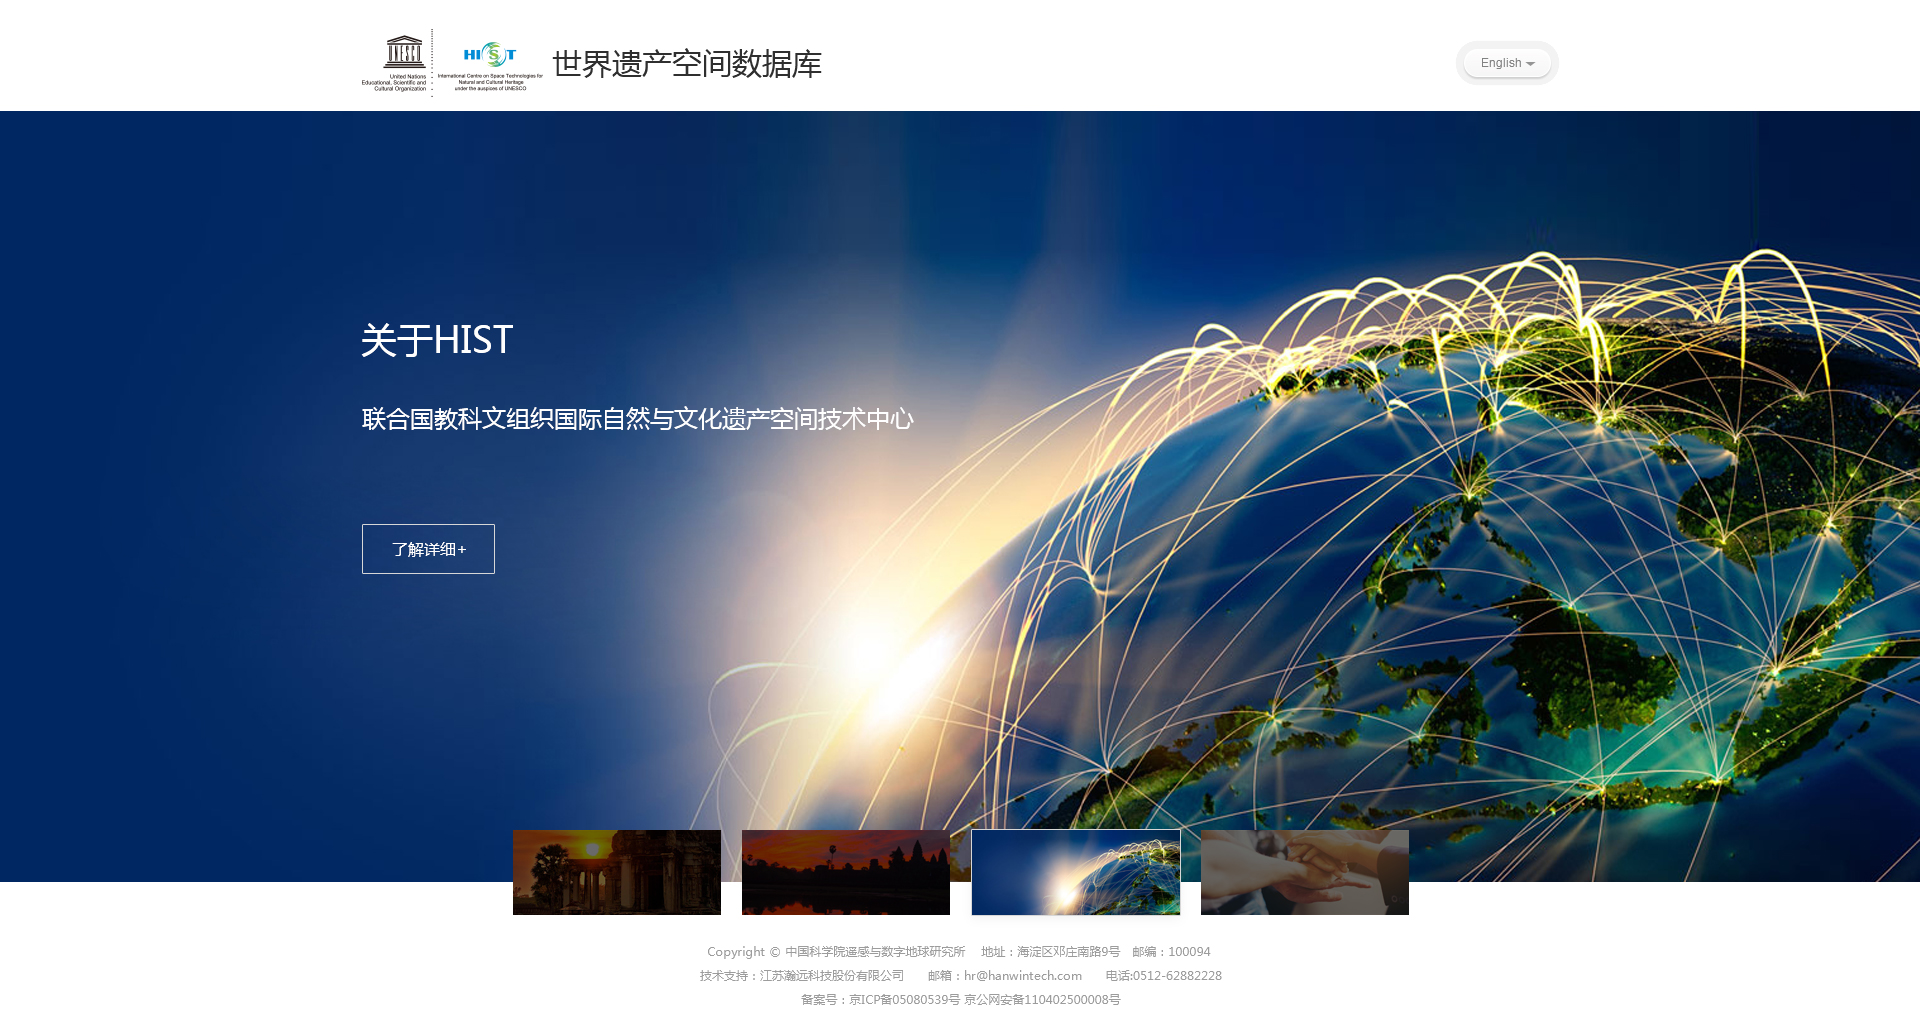 UNESCO
United Nations
Educational, Scientific and
Cultural Organization
HIST
International Centre on Space Technologies for
Natural and Cultural Heritage
under the auspices of UNESCO
世界遗产空间数据库
English
关于HIST
联合国教科文组织国际自然与文化遗产空间技术中心
了解详细+
Copyright © 中国科学院遥感与数字地球研究所 地址：海淀区邓庄南路9号 邮编：100094
技术支持：江苏瀚远科技股份有限公司 邮箱：hr@hanwintech.com 电话:0512-62882228
备案号：京ICP备05080539号 京公网安备110402500008号